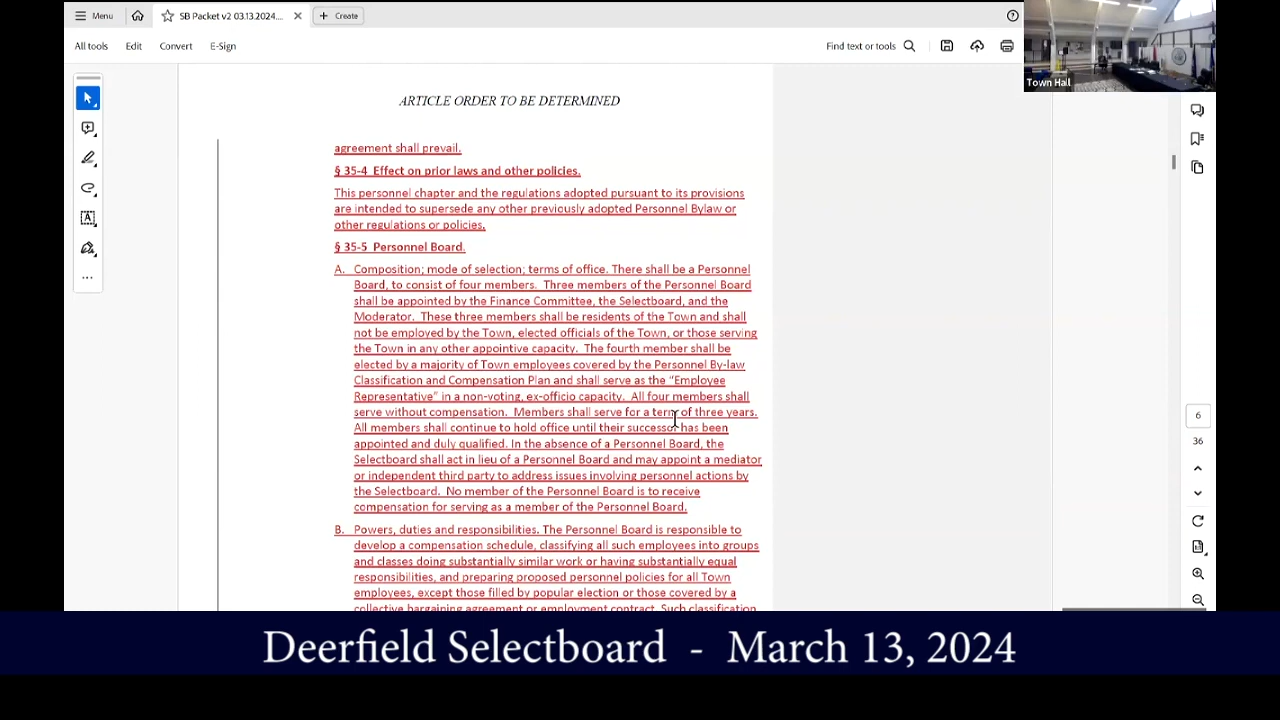 Menu
SB Packet v2 03.13.2024...
Create
All tools
Edit
Convert
E-Sign
Find text or tools
Town Hall
ARTICLE ORDER TO BE DETERMINED
agreement shall prevail.
§ 35-4 Effect on prior laws and other policies.
This personnel chapter and the regulations adopted pursuant to its provisions
are intended to supersede any other previously adopted Personnel Bylaw or
other regulations or policies.
§ 35-5 Personnel Board.
A. Composition; mode of selection; terms of office. There shall be a Personnel
Board, to consist of four members. Three members of the Personnel Board
shall be appointed by the Finance Committee, the Selectboard, and the
Moderator. These three members shall be residents of the Town and shall
not be employed by the Town, elected officials of the Town, or those serving
the Town in any other appointive capacity. The fourth member shall be
elected by a majority of Town employees covered by the Personnel By-law
Classification and Compensation Plan and shall serve as the “Employee
Representative” in a non-voting, ex-officio capacity. All four members shall
serve without compensation. Members shall serve for a term of three years.
All members shall continue to hold office until their successor has been
appointed and duly qualified. In the absence of a Personnel Board, the
Selectboard shall act in lieu of a Personnel Board and may appoint a mediator
or independent third party to address issues involving personnel actions by
the Selectboard. No member of the Personnel Board is to receive
compensation for serving as a member of the Personnel Board.
B. Powers, duties and responsibilities. The Personnel Board is responsible to
develop a compensation schedule, classifying all such employees into groups
and classes doing substantially similar work or having substantially equal
responsibilities, and preparing proposed personnel policies for all Town
employees, except those filled by popular election or those covered by a
collective bargaining agreement or employment contract. Such classification
6
36
Deerfield Selectboard - March 13, 2024